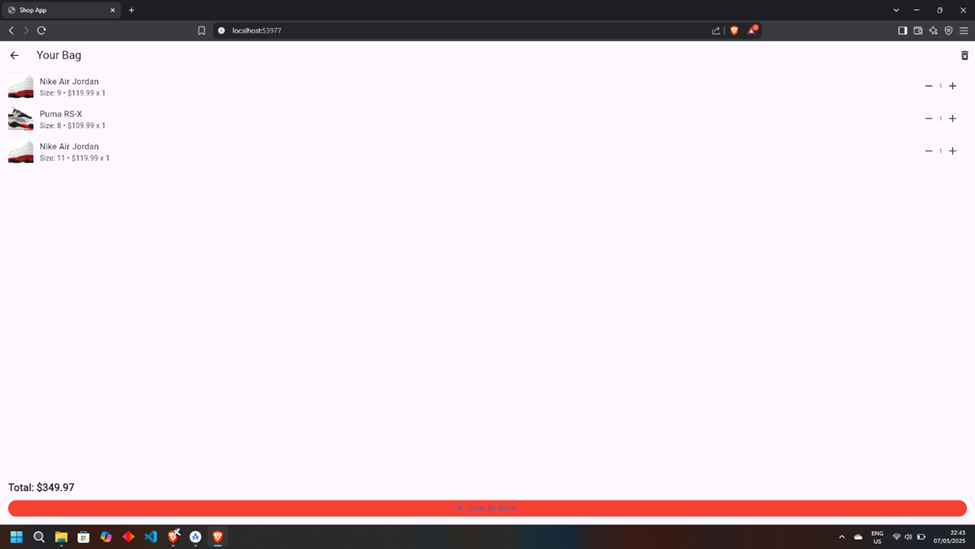 Shop App
localhost:53977
Your Bag
Nike Air Jordan
Size: 9 • $119.99 x 1
1
Puma RS-X
Size: 8 • $109.99 x 1
1
Nike Air Jordan
Size: 11 • $119.99 x 1
1
Total: $349.97
Clear All Items
ENG
US
22:43
07/05/2025